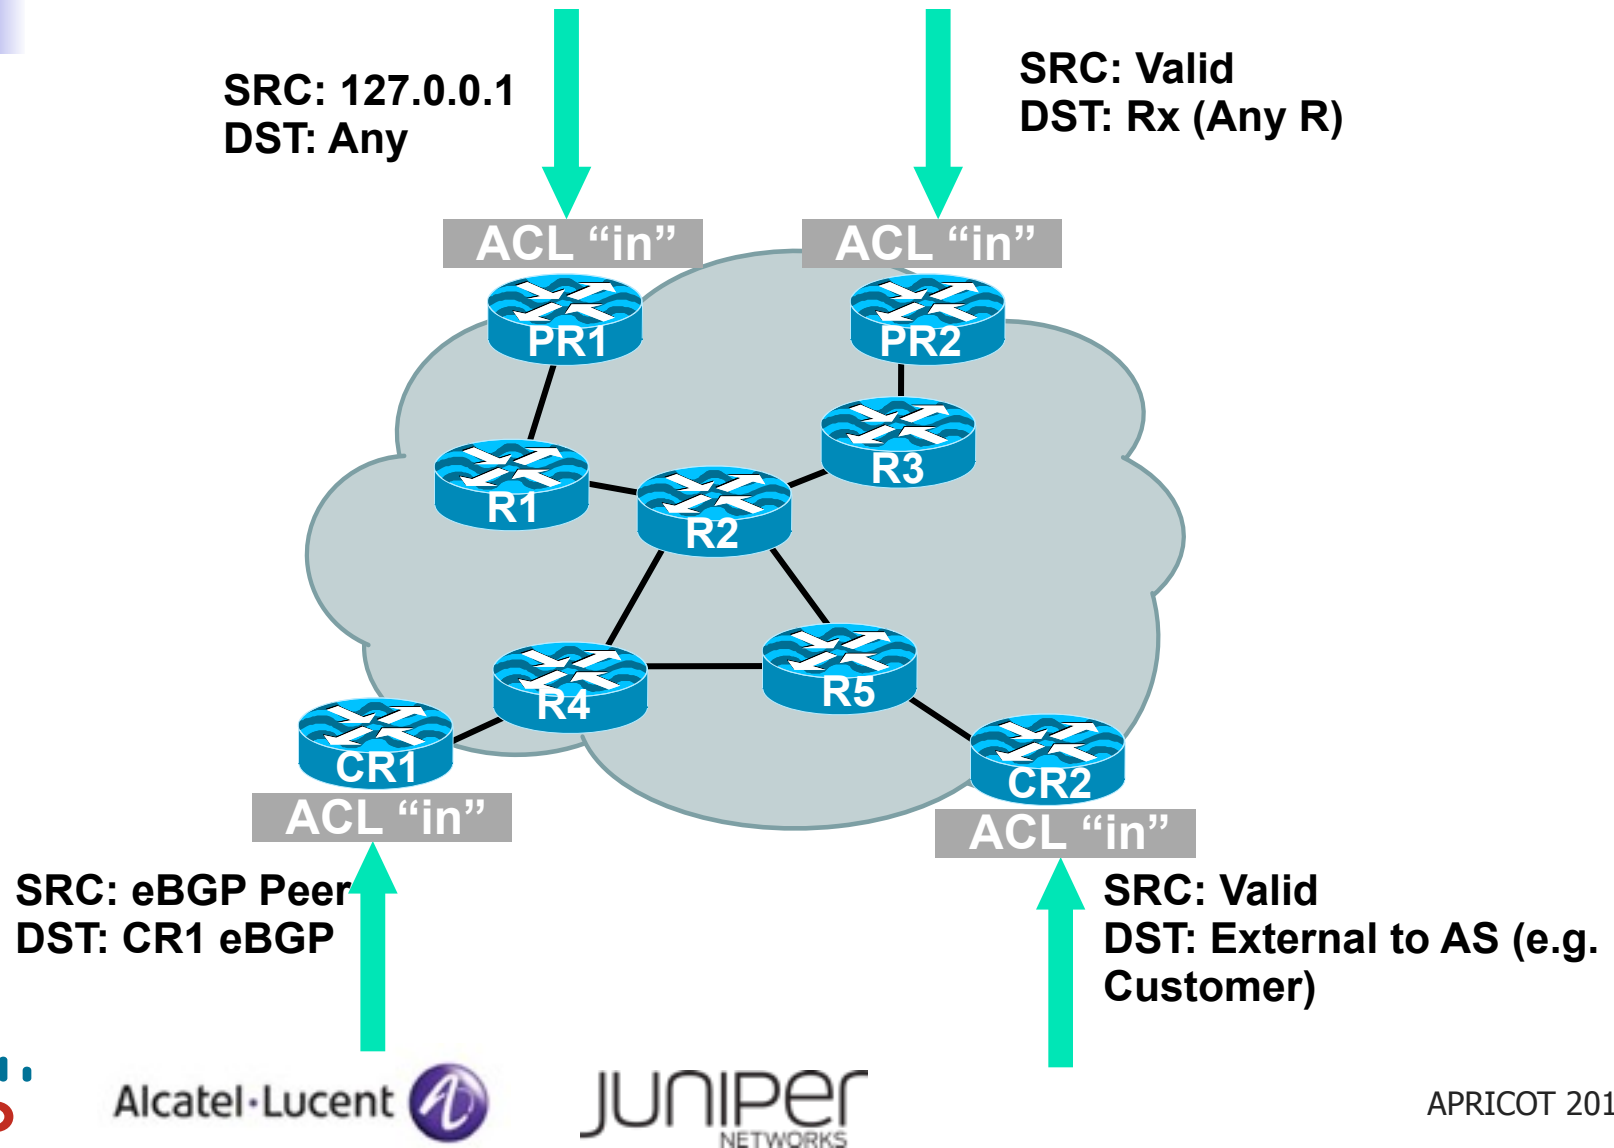 SRC: 127.0.0.1
DST: Any
SRC: Valid
DST: Rx (Any R)
ACL “in”
ACL “in”
PR1
PR2
R3
R1
R2
R4
R5
CR1
CR2
ACL “in”
ACL “in”
SRC: eBGP Peer
DST: CR1 eBGP
SRC: Valid
DST: External to AS (e.g.
Customer)
Alcatel·Lucent
JUNIPer
NETWORKS
APRICOT 201